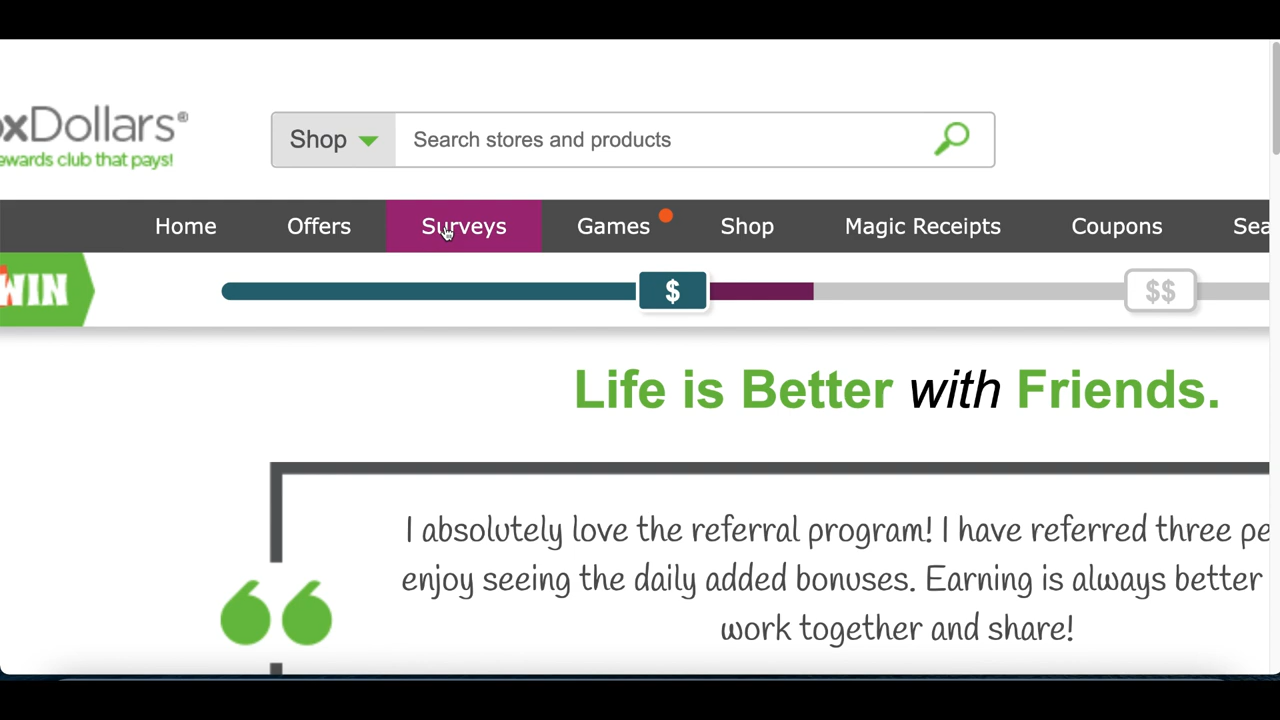 oxDollars®
ewards club that pays!
Shop
Search stores and products
Home
Offers
Surveys
Games
Shop
Magic Receipts
Coupons
Sea
WIN
$
$$
Life is Better with Friends.
I absolutely love the referral program! I have referred three pe
enjoy seeing the daily added bonuses. Earning is always better
work together and share!